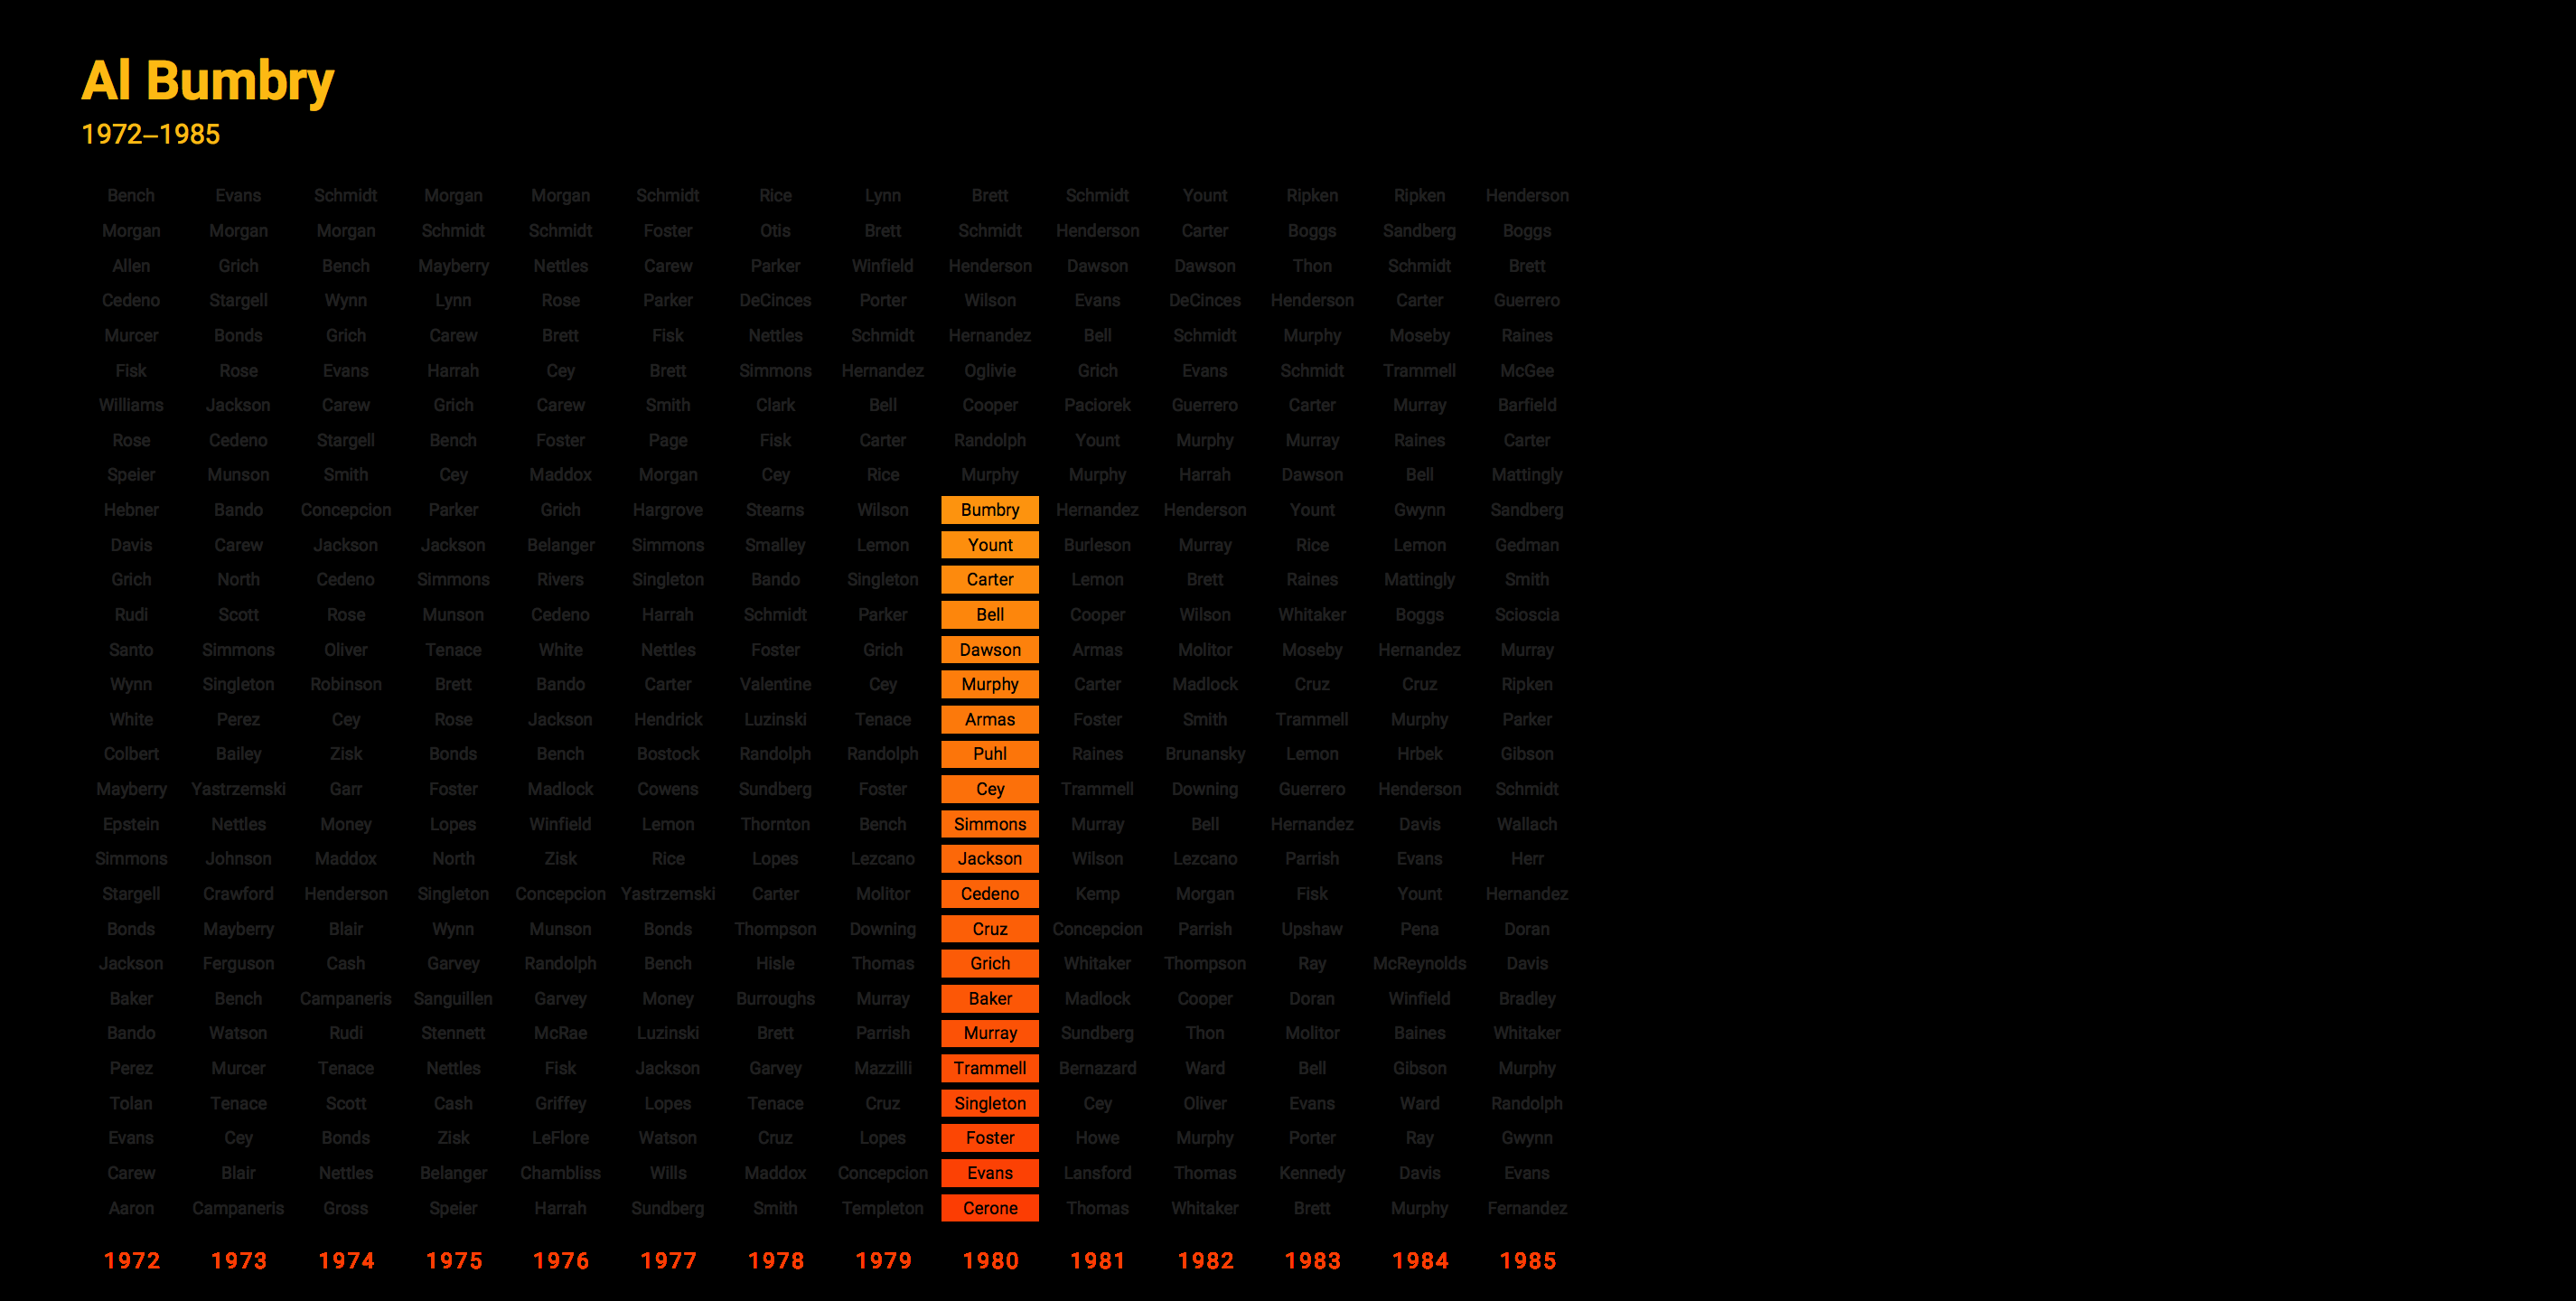 Al Bumbry
1972–1985
Bench Evans Schmidt Morgan Morgan Schmidt Rice Lynn Brett Schmidt Yount Ripken Ripken Henderson
Morgan Morgan Morgan Schmidt Schmidt Foster Otis Brett Schmidt Henderson Carter Boggs Sandberg Boggs
Allen Grich Bench Mayberry Nettles Carew Parker Winfield Henderson Dawson Dawson Thon Schmidt Brett
Cedeno Stargell Wynn Lynn Rose Parker DeCinces Porter Wilson Evans DeCinces Henderson Carter Guerrero
Murcer Bonds Grich Carew Brett Fisk Nettles Schmidt Hernandez Bell Schmidt Murphy Moseby Raines
Fisk Rose Evans Harrah Cey Brett Simmons Hernandez Oglivie Grich Evans Schmidt Trammell McGee
Williams Jackson Carew Grich Carew Smith Clark Bell Cooper Paciorek Guerrero Carter Murray Barfield
Rose Cedeno Stargell Bench Foster Page Fisk Carter Randolph Yount Murphy Murray Raines Carter
Speier Munson Smith Cey Maddox Morgan Cey Rice Murphy Murphy Harrah Dawson Bell Mattingly
Hebner Bando Concepcion Parker Grich Hargrove Stearns Wilson Bumbry Hernandez Henderson Yount Gwynn Sandberg
Davis Carew Jackson Jackson Belanger Simmons Smalley Lemon Yount Burleson Murray Rice Lemon Gedman
Grich North Cedeno Simmons Rivers Singleton Bando Singleton Carter Lemon Brett Raines Mattingly Smith
Rudi Scott Rose Munson Cedeno Harrah Schmidt Parker Bell Cooper Wilson Whitaker Boggs Scioscia
Santo Simmons Oliver Tenace White Nettles Foster Grich Dawson Armas Molitor Moseby Hernandez Murray
Wynn Singleton Robinson Brett Bando Carter Valentine Cey Murphy Carter Madlock Cruz Cruz Ripken
White Perez Cey Rose Jackson Hendrick Luzinski Tenace Armas Foster Smith Trammell Murphy Parker
Colbert Bailey Zisk Bonds Bench Bostock Randolph Randolph Puhl Raines Brunansky Lemon Hrbek Gibson
Mayberry Yastrzemski Garr Foster Madlock Cowens Sundberg Foster Cey Trammell Downing Guerrero Henderson Schmidt
Epstein Nettles Money Lopes Winfield Lemon Thornton Bench Simmons Murray Bell Hernandez Davis Wallach
Simmons Johnson Maddox North Zisk Rice Lopes Lezcano Jackson Wilson Lezcano Parrish Evans Herr
Stargell Crawford Henderson Singleton Concepcion Yastrzemski Carter Molitor Cedeno Kemp Morgan Fisk Yount Hernandez
Bonds Mayberry Blair Wynn Munson Bonds Thompson Downing Cruz Concepcion Parrish Upshaw Pena Doran
Jackson Ferguson Cash Garvey Randolph Bench Hisle Thomas Grich Whitaker Thompson Ray McReynolds Davis
Baker Bench Campaneris Sanguillen Garvey Money Burroughs Murray Baker Madlock Cooper Doran Winfield Bradley
Bando Watson Rudi Stennett McRae Luzinski Brett Parrish Murray Sundberg Thon Molitor Baines Whitaker
Perez Murcer Tenace Nettles Fisk Jackson Garvey Mazzilli Trammell Bernazard Ward Bell Gibson Murphy
Tolan Tenace Scott Cash Griffey Lopes Tenace Cruz Singleton Cey Oliver Evans Ward Randolph
Evans Cey Bonds Zisk LeFlore Watson Cruz Lopes Foster Howe Murphy Porter Ray Gwynn
Carew Blair Nettles Belanger Chambliss Wills Maddox Concepcion Evans Lansford Thomas Kennedy Davis Evans
Aaron Campaneris Gross Speier Harrah Sundberg Smith Templeton Cerone Thomas Whitaker Brett Murphy Fernandez
1972 1973 1974 1975 1976 1977 1978 1979 1980 1981 1982 1983 1984 1985